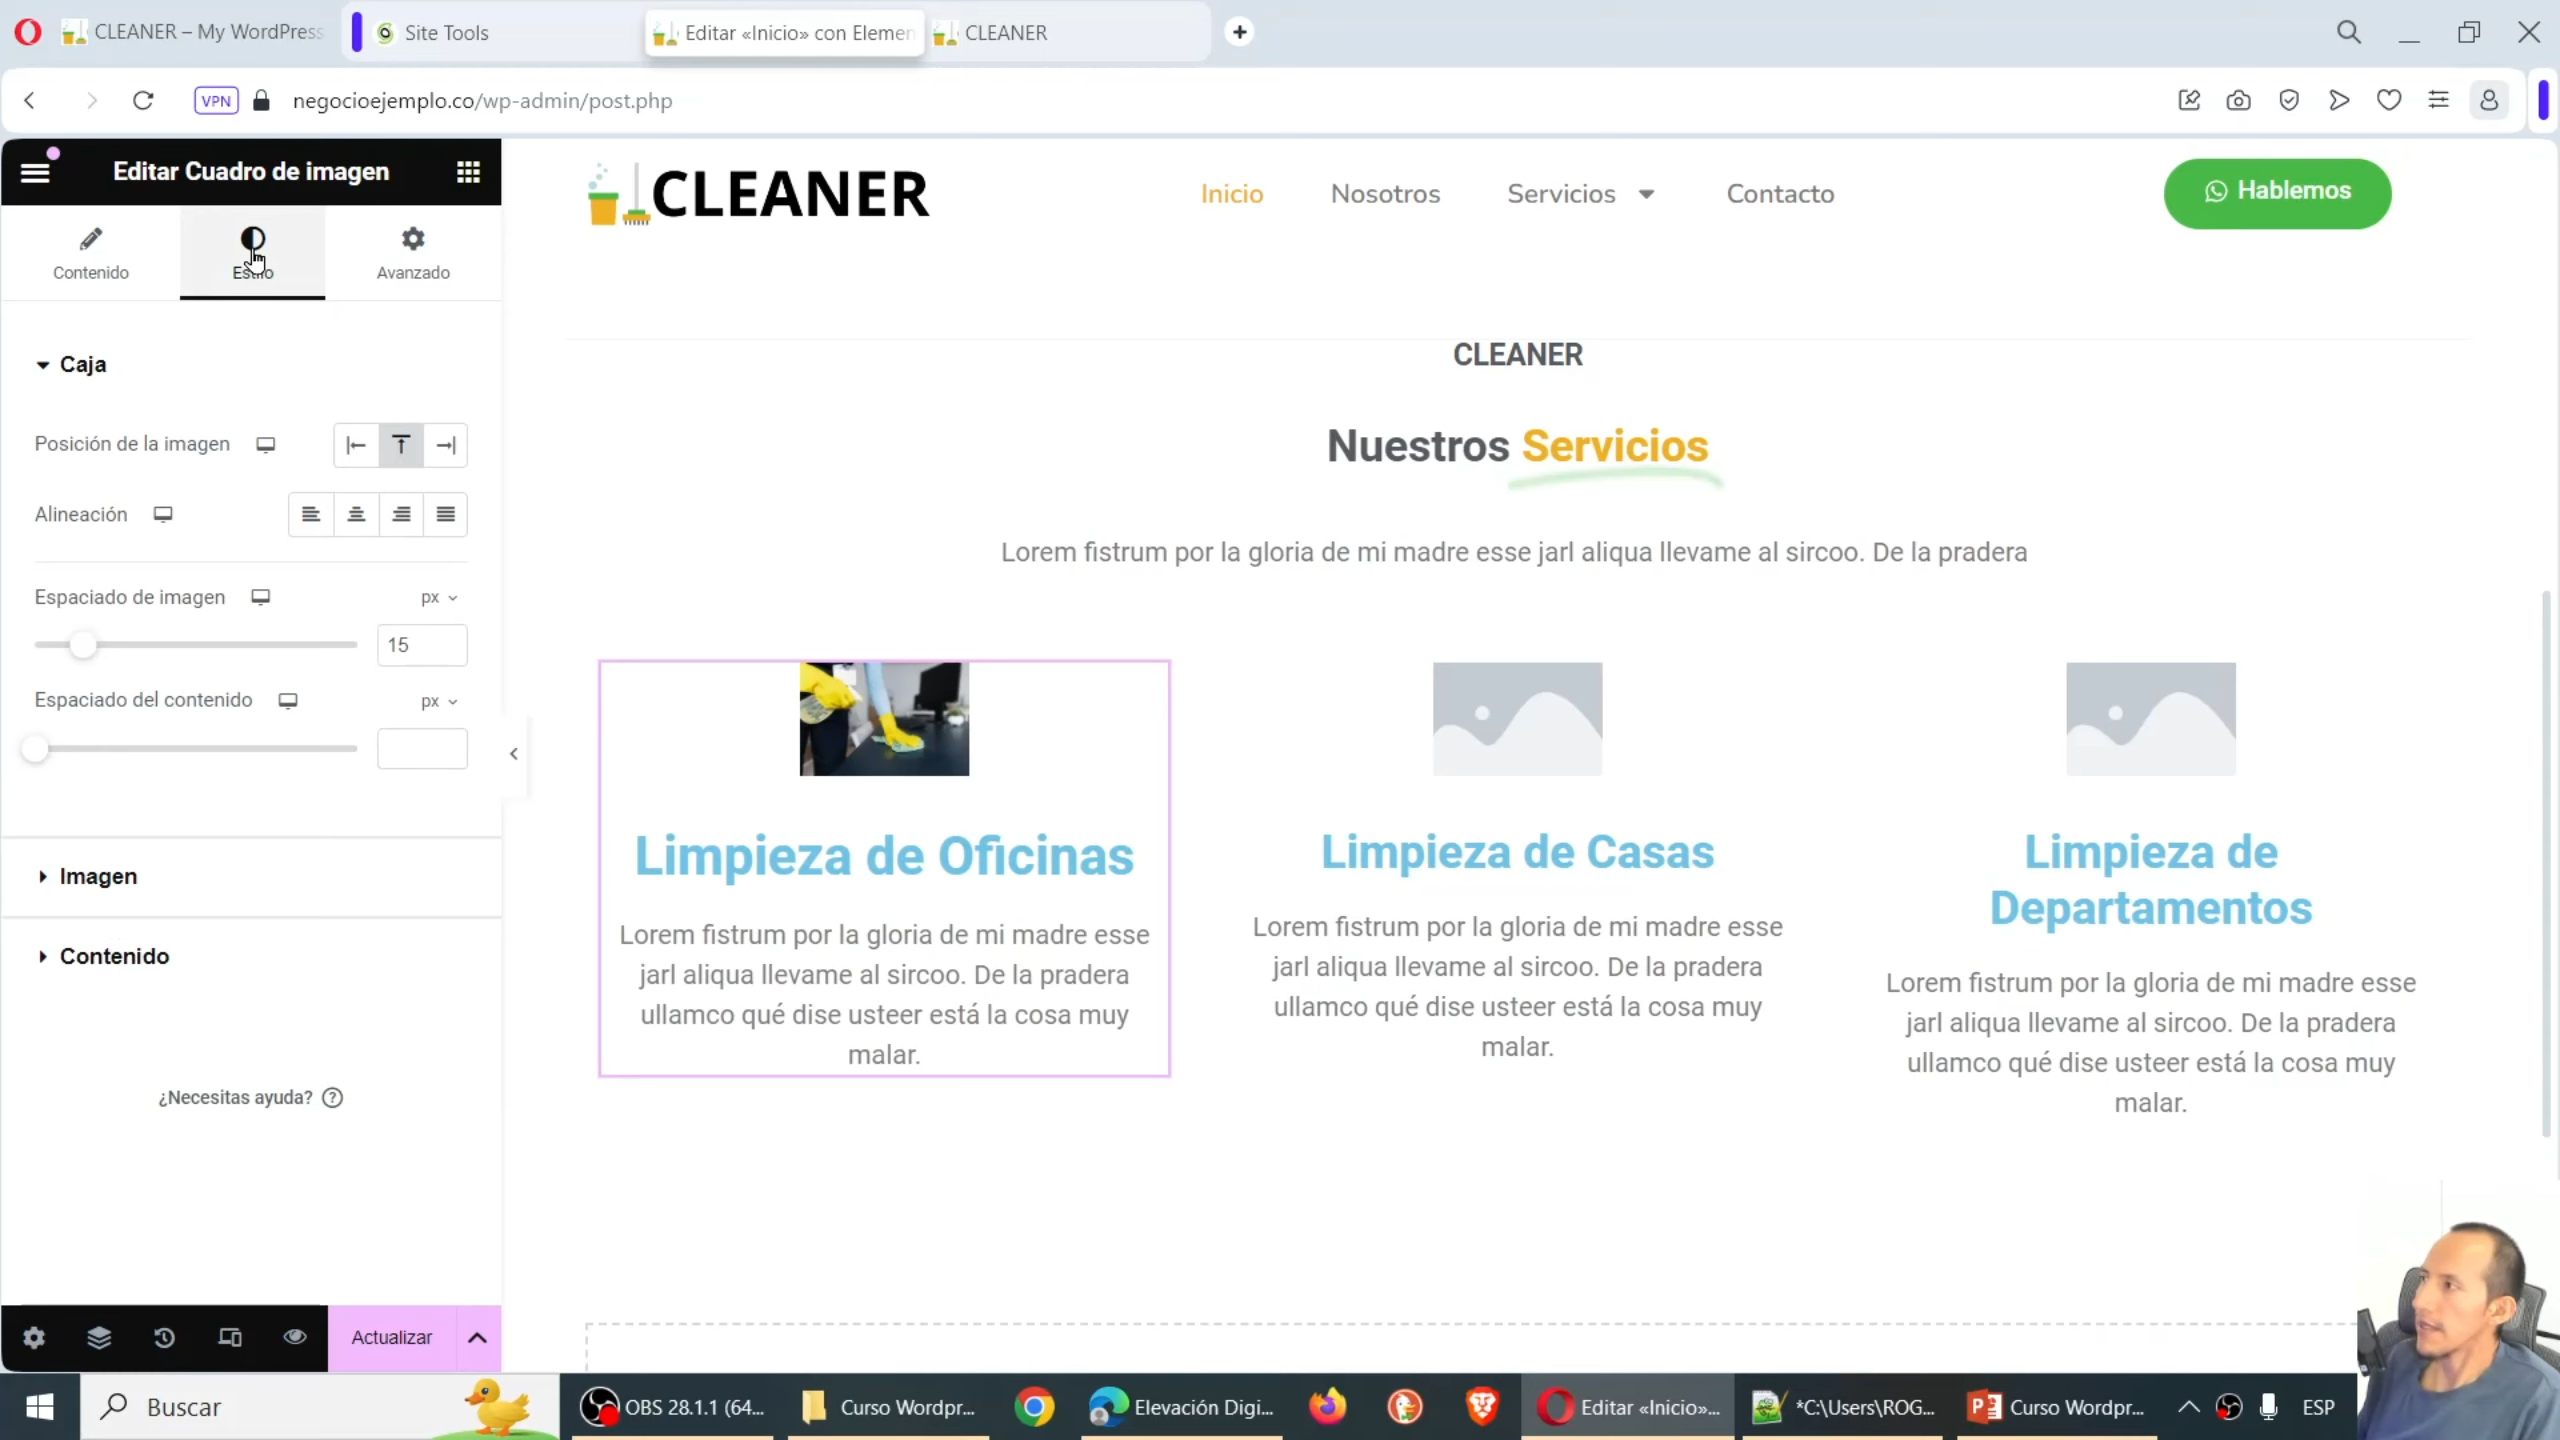 CLEANER – My WordPress
Site Tools
Editar «Inicio» con Elemen
CLEANER
VPN
negocioejemplo.co/wp-admin/post.php
Editar Cuadro de imagen
Contenido
Estilo
Avanzado
Caja
Posición de la imagen
Alineación
Espaciado de imagen
px
15
Espaciado del contenido
px
Imagen
Contenido
¿Necesitas ayuda?
Actualizar
CLEANER
Inicio
Nosotros
Servicios
Contacto
Hablemos
CLEANER
Nuestros Servicios
Lorem fistrum por la gloria de mi madre esse jarl aliqua llevame al sircoo. De la pradera
Limpieza de Oficinas
Lorem fistrum por la gloria de mi madre esse
jarl aliqua llevame al sircoo. De la pradera
ullamco qué dise usteer está la cosa muy
malar.
Limpieza de Casas
Lorem fistrum por la gloria de mi madre esse
jarl aliqua llevame al sircoo. De la pradera
ullamco qué dise usteer está la cosa muy
malar.
Limpieza de
Departamentos
Lorem fistrum por la gloria de mi madre esse
jarl aliqua llevame al sircoo. De la pradera
ullamco qué dise usteer está la cosa muy
malar.
Buscar
OBS 28.1.1 (64...
Curso Wordpr...
Elevación Digi...
Editar «Inicio»...
*C:\Users\ROG...
Curso Wordpr...
ESP